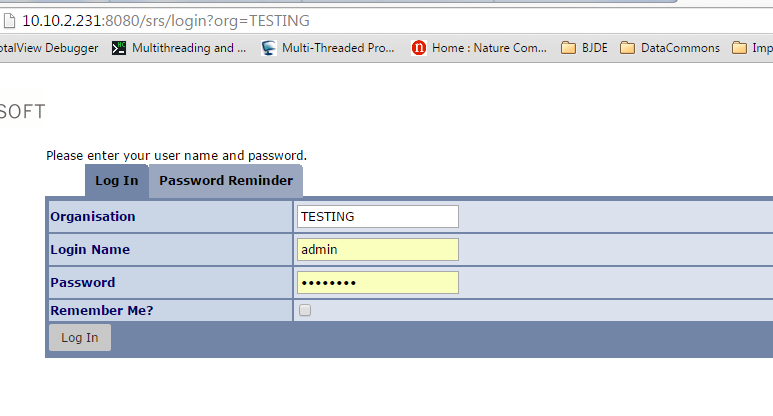 10.10.2.231:8080/srs/login?org=TESTING
otalView Debugger Multithreading and ... Multi-Threaded Pro... Home : Nature Com... BJDE DataCommons Imp
SOFT
Please enter your user name and password.
Log In Password Reminder
Organisation TESTING
Login Name admin
Password ••••••••
Remember Me?
Log In